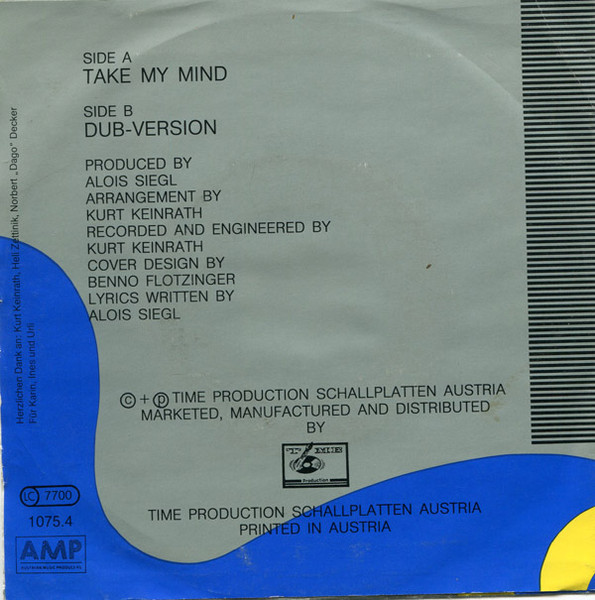 SIDE A
TAKE MY MIND
SIDE B
DUB-VERSION
PRODUCED BY
ALOIS SIEGL
ARRANGEMENT BY
KURT KEINRATH
RECORDED AND ENGINEERED BY
KURT KEINRATH
COVER DESIGN BY
BENNO FLOTZINGER
LYRICS WRITTEN BY
ALOIS SIEGL
Herzlichen Dank an: Kurt Keinrath, Heli Zettinik, Norbert „Dago" Decker
Für Karin, Ines und Urli
© + ℗ TIME PRODUCTION SCHALLPLATTEN AUSTRIA
MARKETED, MANUFACTURED AND DISTRIBUTED
BY
TIME
Production
TIME PRODUCTION SCHALLPLATTEN AUSTRIA
PRINTED IN AUSTRIA
LC 7700
1075.4
AMP